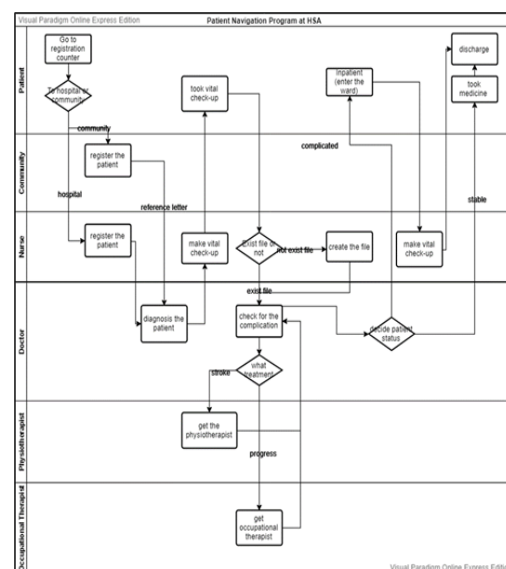 Visual Paradigm Online Express Edition
Patient Navigation Program at HSA
Patient
Go to
registration
counter
To hospital or
community
took vital
check-up
Inpatient
(enter the
ward)
discharge
took
medicine
community
complicated
Community
register the
patient
hospital
reference letter
stable
Nurse
register the
patient
make vital
check-up
Exist file or
not
not exist file
create the file
make vital
check-up
exist file
Doctor
diagnosis the
patient
check for the
complication
decide patient
status
what
treatment
stroke
Physiotherapist
get the
physiotherapist
progress
Occupational Therapist
get
occupational
therapist
Visual Paradigm Online Express Edition